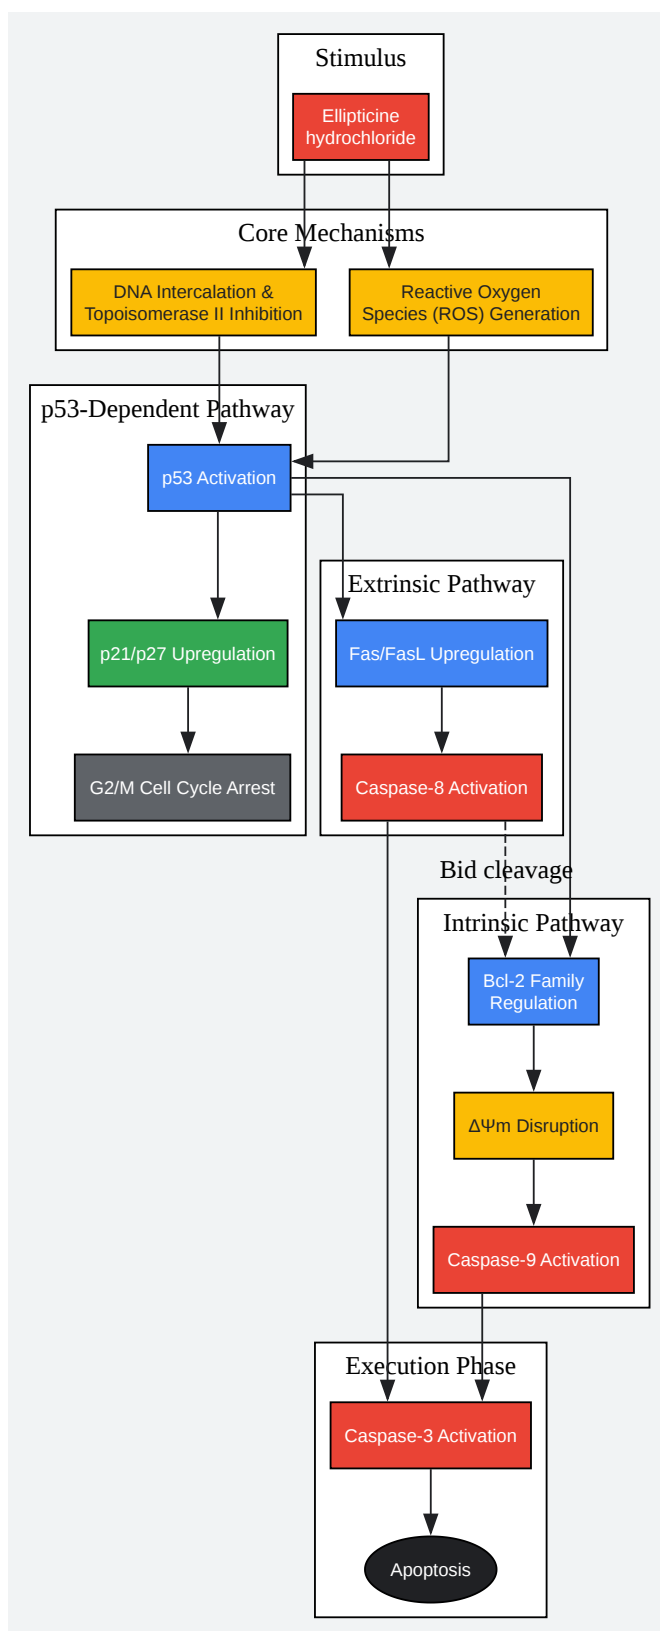 Stimulus
Ellipticine
hydrochloride
Core Mechanisms
DNA Intercalation &
Topoisomerase II Inhibition
Reactive Oxygen
Species (ROS) Generation
p53-Dependent Pathway
p53 Activation
Extrinsic Pathway
p21/p27 Upregulation
Fas/FasL Upregulation
G2/M Cell Cycle Arrest
Caspase-8 Activation
Bid cleavage
Intrinsic Pathway
Bcl-2 Family
Regulation
ΔΨm Disruption
Caspase-9 Activation
Execution Phase
Caspase-3 Activation
Apoptosis